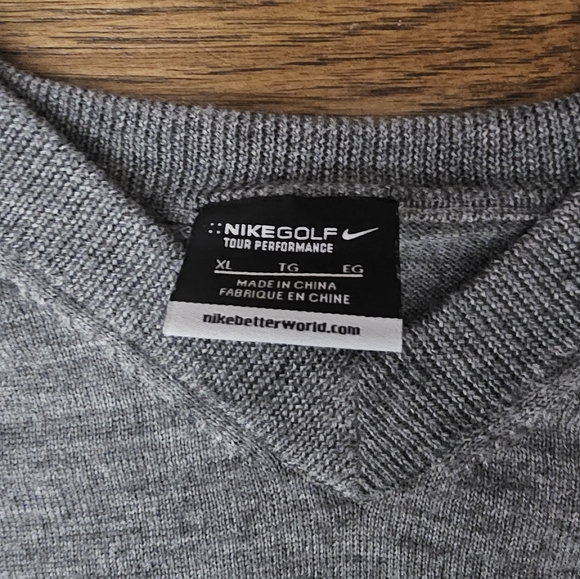 NIKEGOLF
TOUR PERFORMANCE
XL TG EG
MADE IN CHINA
FABRIQUE EN CHINE
nikebetterworld.com